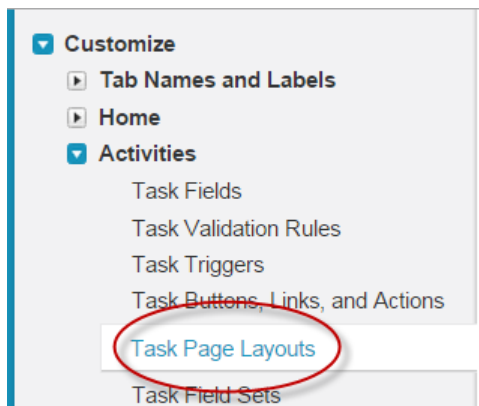 Customize
Tab Names and Labels
Home
Activities
Task Fields
Task Validation Rules
Task Triggers
Task Buttons, Links, and Actions
Task Page Layouts
Task Field Sets